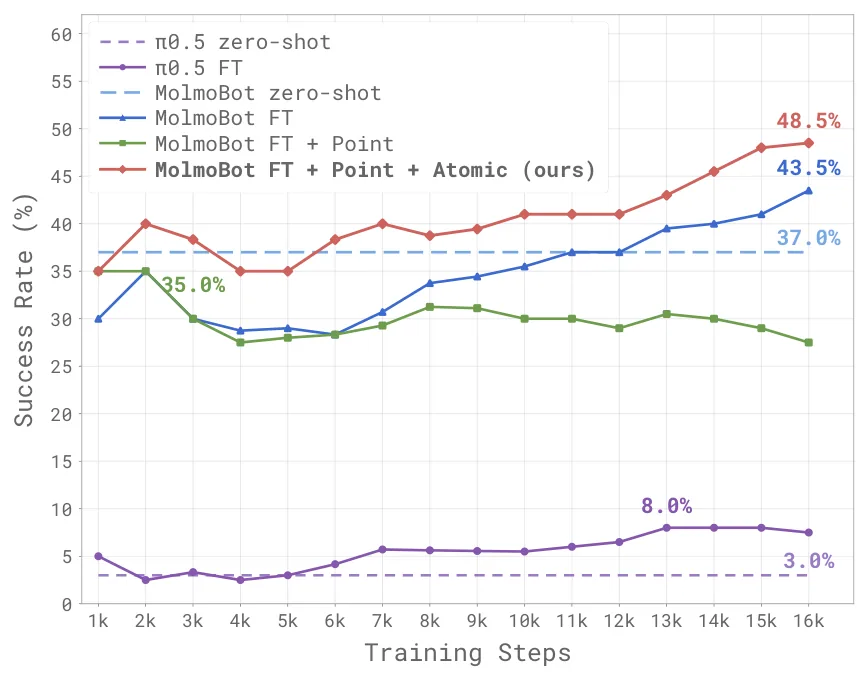 π0.5 zero-shot
π0.5 FT
MolmoBot zero-shot
MolmoBot FT
MolmoBot FT + Point
MolmoBot FT + Point + Atomic (ours)
60
55
50
45
40
35
30
25
20
15
10
5
0
Success Rate (%)
48.5%
43.5%
37.0%
35.0%
8.0%
3.0%
1k 2k 3k 4k 5k 6k 7k 8k 9k 10k 11k 12k 13k 14k 15k 16k
Training Steps